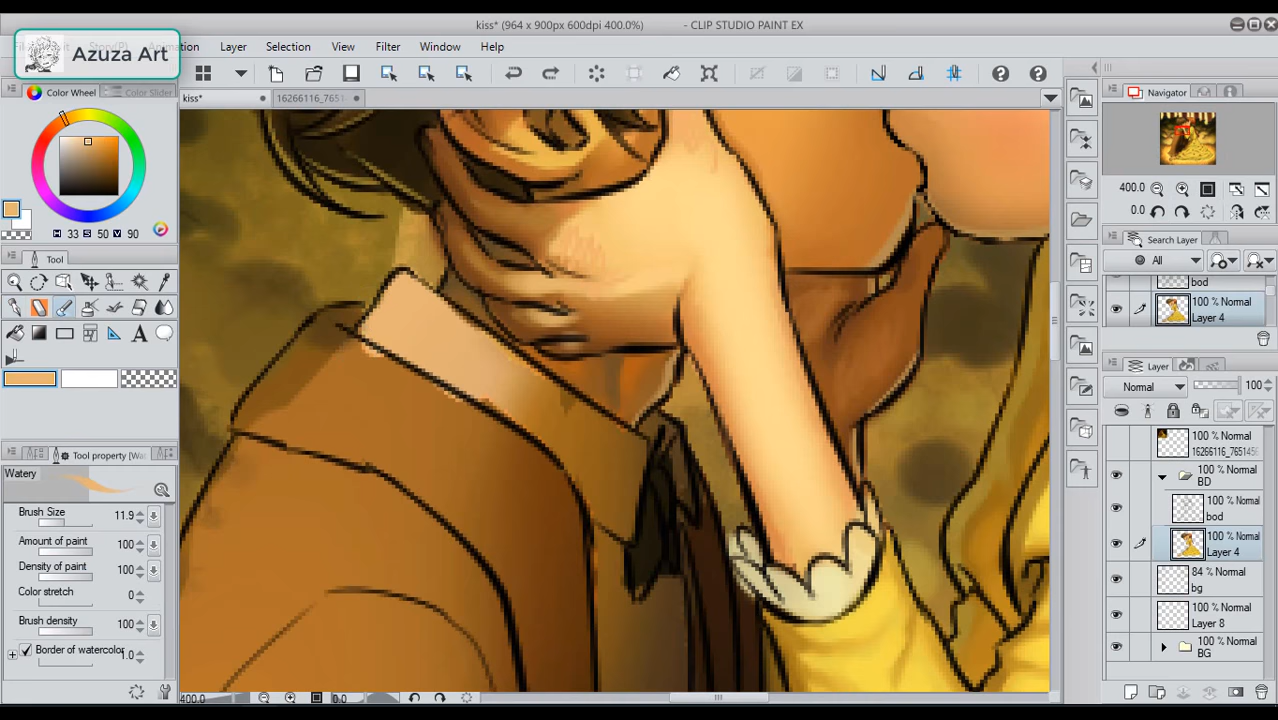 kiss* (964 x 900px 600dpi 400.0%) - CLIP STUDIO PAINT EX
Azuza Art
Layer Selection View Filter Window Help
Color Wheel Color Slider
kiss* 16266116_7651
Navigator
400.0
0.0
H 33 S 50 V 90
Tool
Search Layer
All
bod
100 % Normal
Layer 4
Layer
Normal 100
100 % Normal
16266116_765145
100 % Normal
BD
100 % Normal
bod
100 % Normal
Layer 4
84 % Normal
bg
100 % Normal
Layer 8
100 % Normal
BG
Tool property
Watery
Brush Size 11.9
Amount of paint 100
Density of paint 100
Color stretch 0
Brush density 100
Border of watercolor 1.0
400.0 0.0